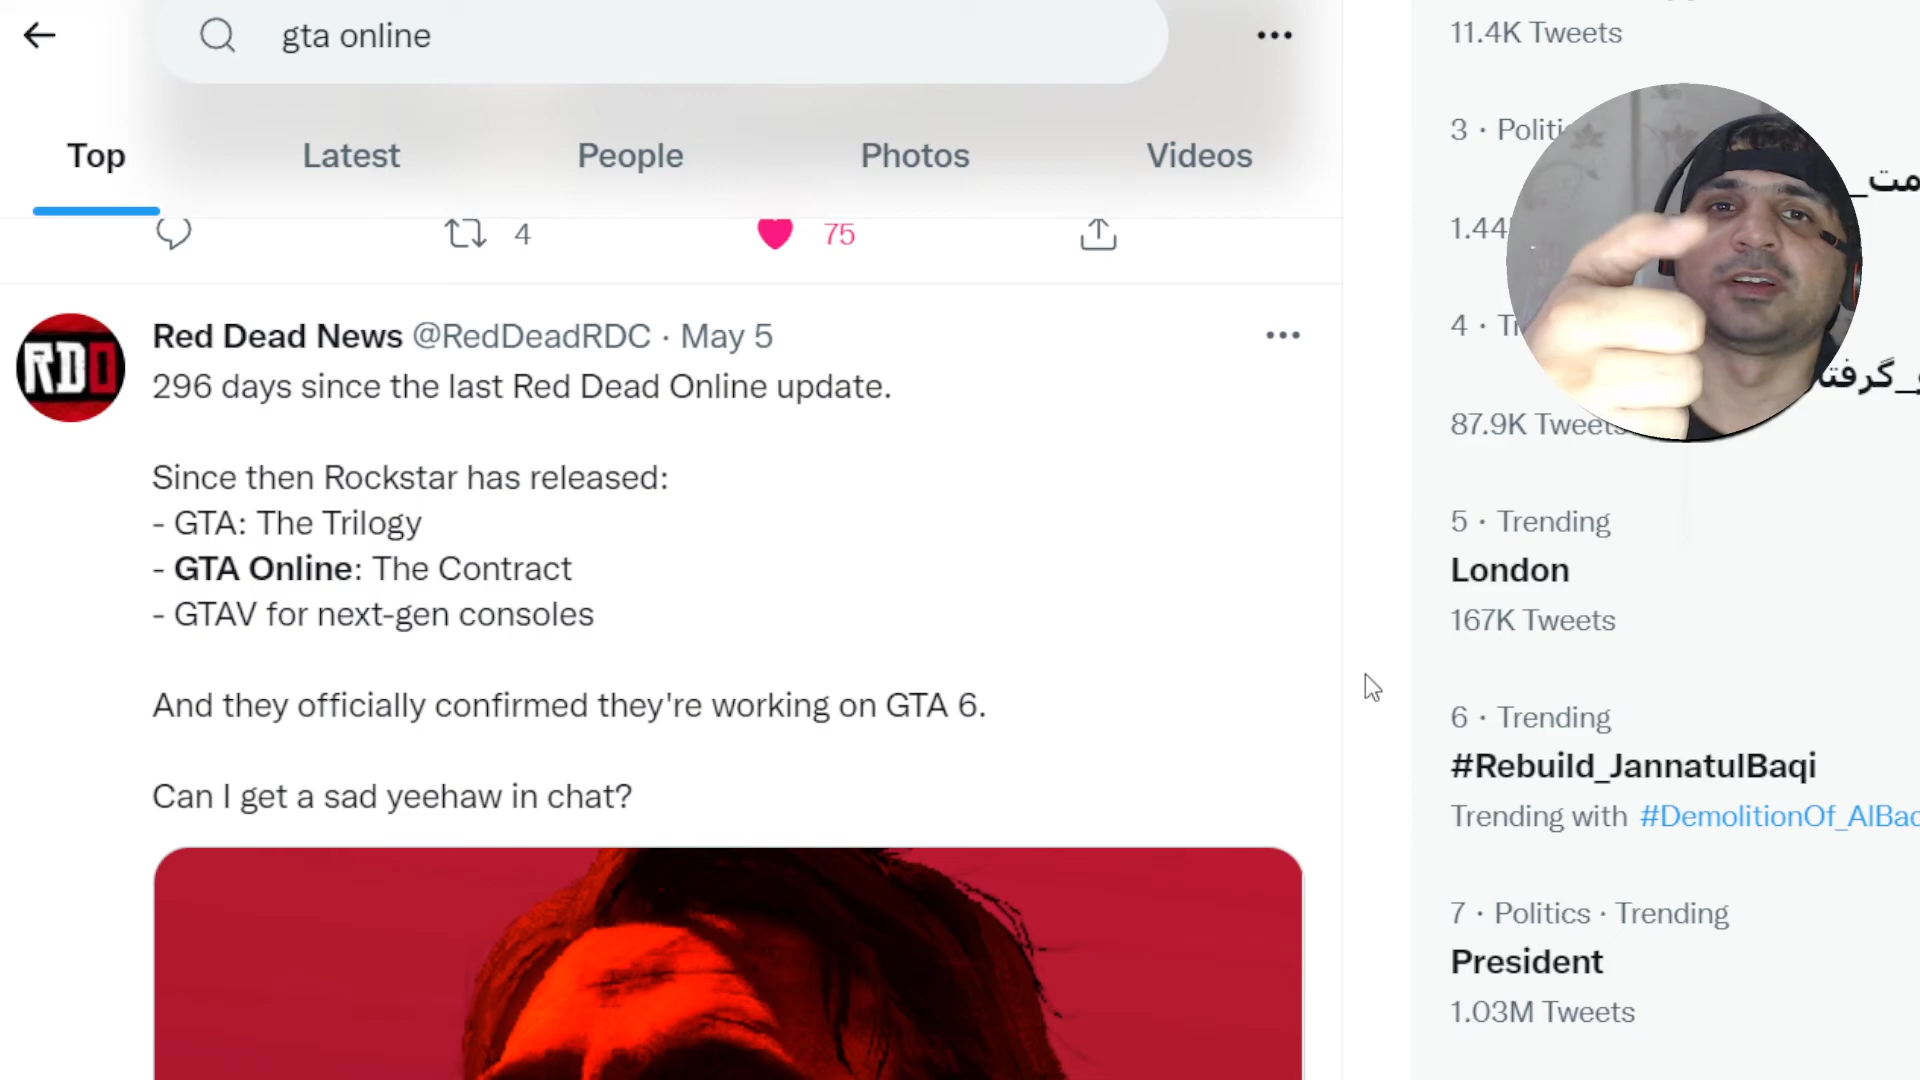 gta online
Top
Latest
People
Photos
Videos
4
75
RDO
Red Dead News @RedDeadRDC · May 5
296 days since the last Red Dead Online update.
Since then Rockstar has released:
- GTA: The Trilogy
- GTA Online: The Contract
- GTAV for next-gen consoles
And they officially confirmed they're working on GTA 6.
Can I get a sad yeehaw in chat?
11.4K Tweets
3 · Politi
1.44
4 · Tr
87.9K Tweets
5 · Trending
London
167K Tweets
6 · Trending
#Rebuild_JannatulBaqi
Trending with #DemolitionOf_AlBaq
7 · Politics · Trending
President
1.03M Tweets